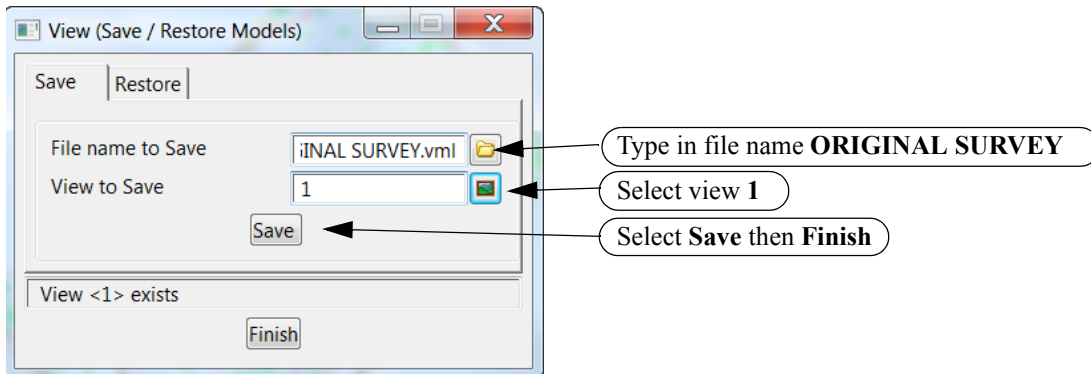 View (Save / Restore Models)
Save Restore
File name to Save iINAL SURVEY.vml
Type in file name ORIGINAL SURVEY
View to Save 1
Select view 1
Save
Select Save then Finish
View <1> exists
Finish